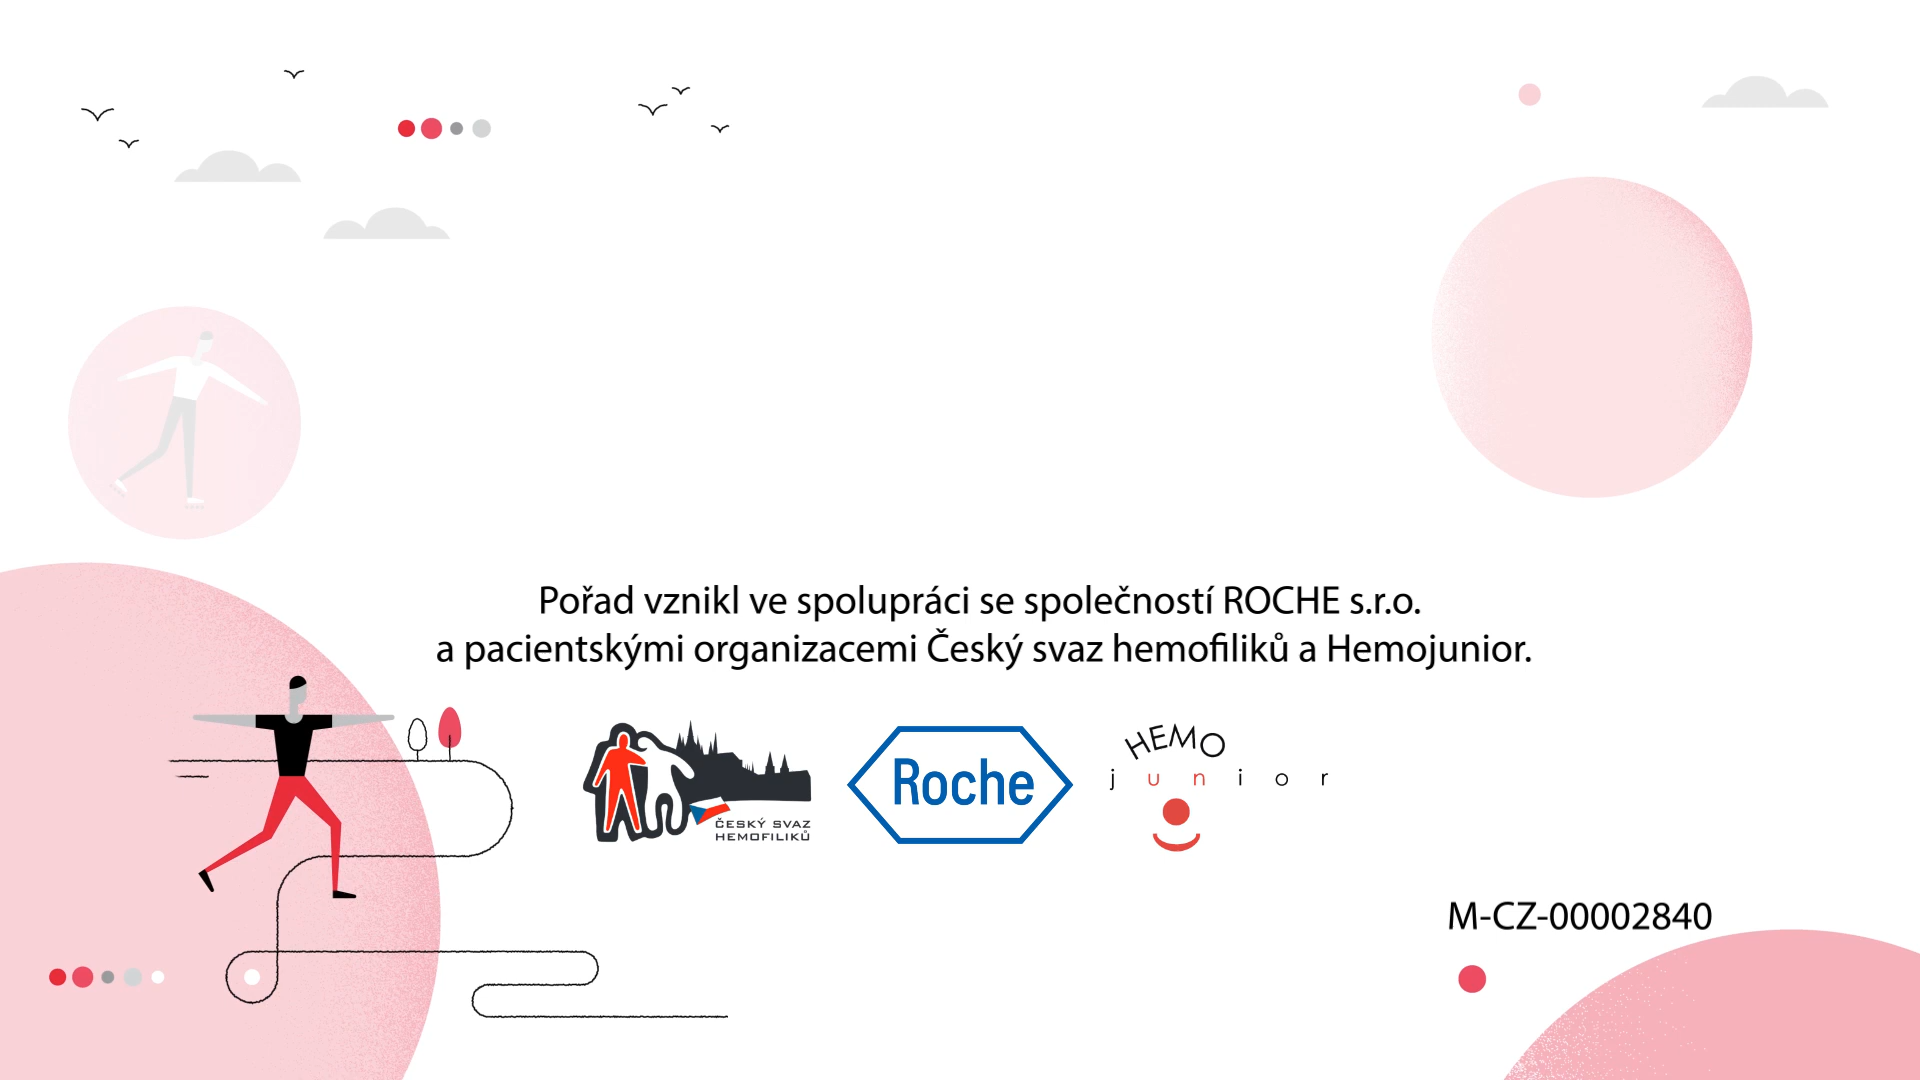 Pořad vznikl ve spolupráci se společností ROCHE s.r.o.
a pacientskými organizacemi Český svaz hemofiliků a Hemojunior.
ČESKÝ SVAZ
HEMOFILIKŮ
Roche
HEMO
junior
M-CZ-00002840